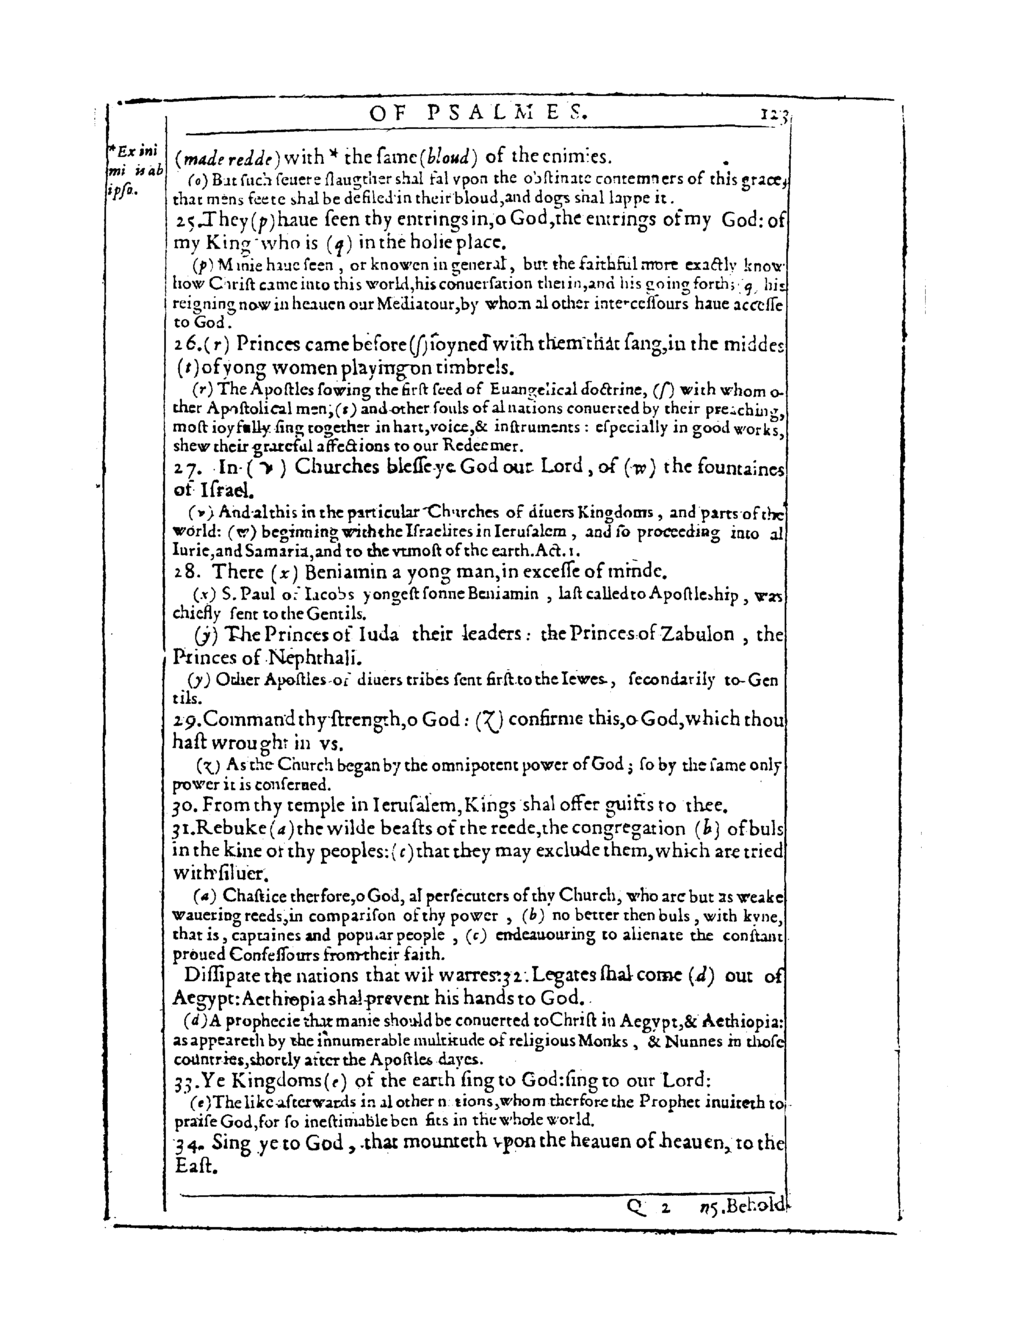 OF PSALMES. 123
*Ex ini
mi is ab
ipſo.
(made redde) with * the ſame (bloud) of the enimies.
(o) But ſuch ſeuere ſlaugther shal fal vpon the obſtinate contemners of this grace,
that mens feete shal be defiled in their bloud, and dogs shal lappe it.
25. They (p) haue ſeen thy entrings in, o God, the entrings of my God: of
my King who is (q) in the holie place.
(p) Manie haue ſeen, or knowen in general, but the faithful more exactly know
how Chriſt came into this world, his conuerſation therin, and his going forth; q his
reigning now in heauen our Mediatour, by whom al other interceſſours haue acceſſe
to God.
26. (r) Princes came before (ſ) ioyned with them that ſang, in the middes
(t) of yong women playing on timbrels.
(r) The Apoſtles ſowing the firſt ſeed of Euangelical doctrine, (ſ) with whom o-
ther Apoſtolical men; (t) and other ſouls of al nations conuerted by their preaching,
moſt ioyfully ſing together in hart, voice, & inſtruments: eſpecially in good works,
shew their grateful affections to our Redeemer.
27. In (v) Churches bleſſe ye God our Lord, of (w) the fountaines
of Iſrael.
(v) And al this in the particular Churches of diuers Kingdoms, and parts of the
world: (w) beginning with the Iſraelites in Ieruſalem, and ſo proceeding into al
Iurie, and Samaria, and to the vtmoſt of the earth. Act. 1.
28. There (x) Beniamin a yong man, in exceſſe of minde.
(x) S. Paul of Iacobs yongeſt ſonne Beniamin, laſt called to Apoſtleship, was
chiefly ſent to the Gentils.
(y) The Princes of Iuda their leaders: the Princes of Zabulon, the
Princes of Nephthali.
(y) Other Apoſtles of diuers tribes ſent firſt to the Iewes, ſecondarily to Gen
tils.
29. Command thy ſtrength, o God: (z) confirme this, o God, which thou
haſt wrought in vs.
(z) As the Church began by the omnipotent power of God; ſo by the ſame only
power it is conſerued.
30. From thy temple in Ieruſalem, Kings shal offer guifts to thee.
31. Rebuke (a) the wilde beaſts of the reede, the congregation (b) of buls
in the kine of thy peoples: (c) that they may exclude them, which are tried
with ſiluer.
(a) Chaſtice therfore, o God, al perſecuters of thy Church, who are but as weake
wauering reeds, in compariſon of thy power, (b) no better then buls, with kyne,
that is, captaines and popular people, (c) endeauouring to alienate the conſtant
proued Confeſſours from their faith.
Diſſipate the nations that wil warres: 32. Legates ſhal come (d) out of
Aegypt: Aethiopia shal prevent his hands to God.
(d) A prophecie that manie should be conuerted to Chriſt in Aegypt, & Aethiopia:
as appeareth by the innumerable multitude of religious Monks, & Nunnes in thoſe
countries, shortly after the Apoſtles dayes.
33. Ye Kingdoms (e) of the earth ſing to God: ſing to our Lord:
(e) The like afterwards in al other nations, whom therfore the Prophet inuiteth to
praiſe God, for ſo ineſtimable ben fits in the whole world.
34. Sing ye to God, that mounteth vpon the heauen of heauen, to the
Eaſt.
Q 2 35. Behold